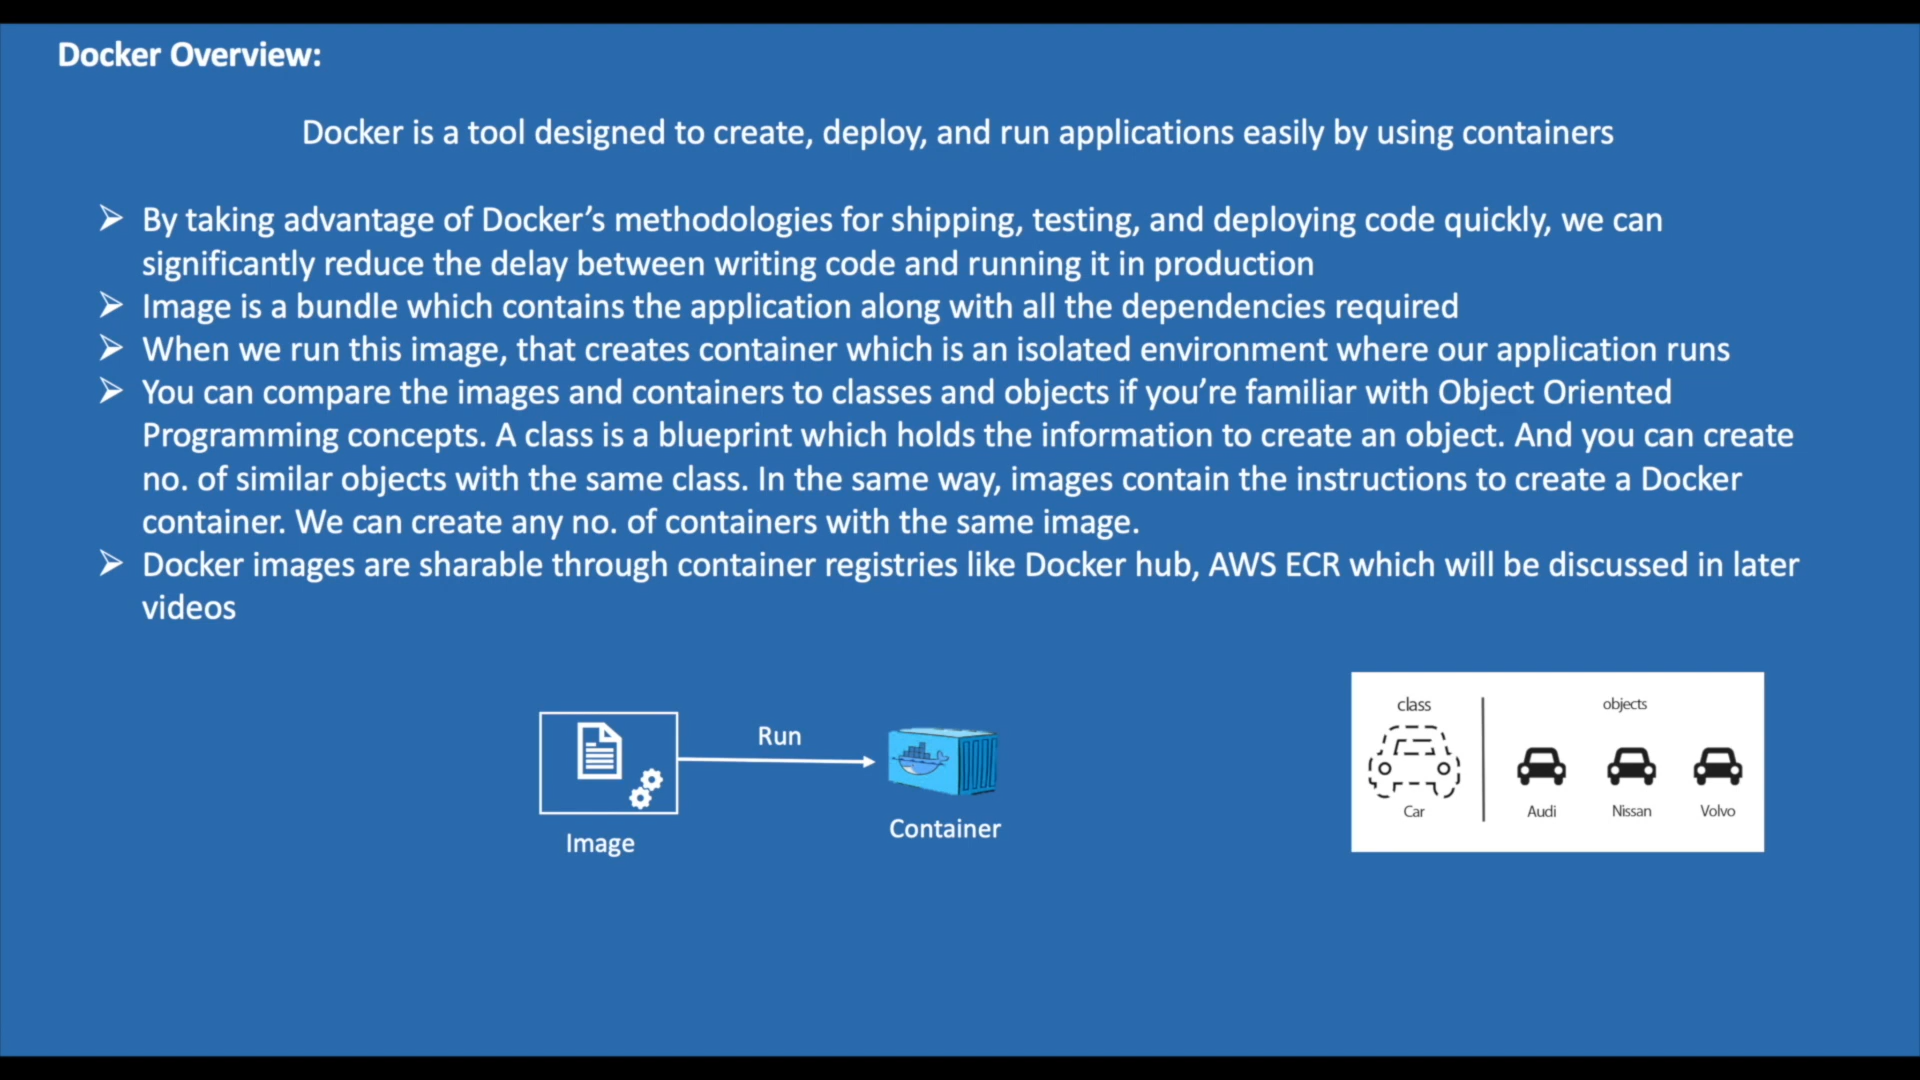 Docker Overview:
Docker is a tool designed to create, deploy, and run applications easily by using containers
➢ By taking advantage of Docker’s methodologies for shipping, testing, and deploying code quickly, we can
significantly reduce the delay between writing code and running it in production
➢ Image is a bundle which contains the application along with all the dependencies required
➢ When we run this image, that creates container which is an isolated environment where our application runs
➢ You can compare the images and containers to classes and objects if you’re familiar with Object Oriented
Programming concepts. A class is a blueprint which holds the information to create an object. And you can create
no. of similar objects with the same class. In the same way, images contain the instructions to create a Docker
container. We can create any no. of containers with the same image.
➢ Docker images are sharable through container registries like Docker hub, AWS ECR which will be discussed in later
videos
Run
Image
Container
class
objects
Car
Audi
Nissan
Volvo